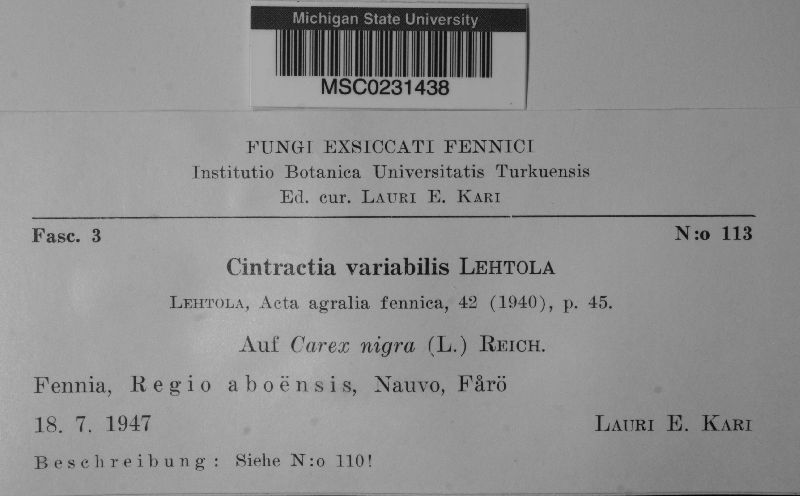 Michigan State University
MSC0231438
FUNGI EXSICCATI FENNICI
Institutio Botanica Universitatis Turkuensis
Ed. cur. LAURI E. KARI
Fasc. 3 N:o 113
Cintractia variabilis LEHTOLA
LEHTOLA, Acta agralia fennica, 42 (1940), p. 45.
Auf Carex nigra (L.) REICH.
Fennia, Regio aboënsis, Nauvo, Fårö
18. 7. 1947 LAURI E. KARI
Beschreibung: Siehe N:o 110!